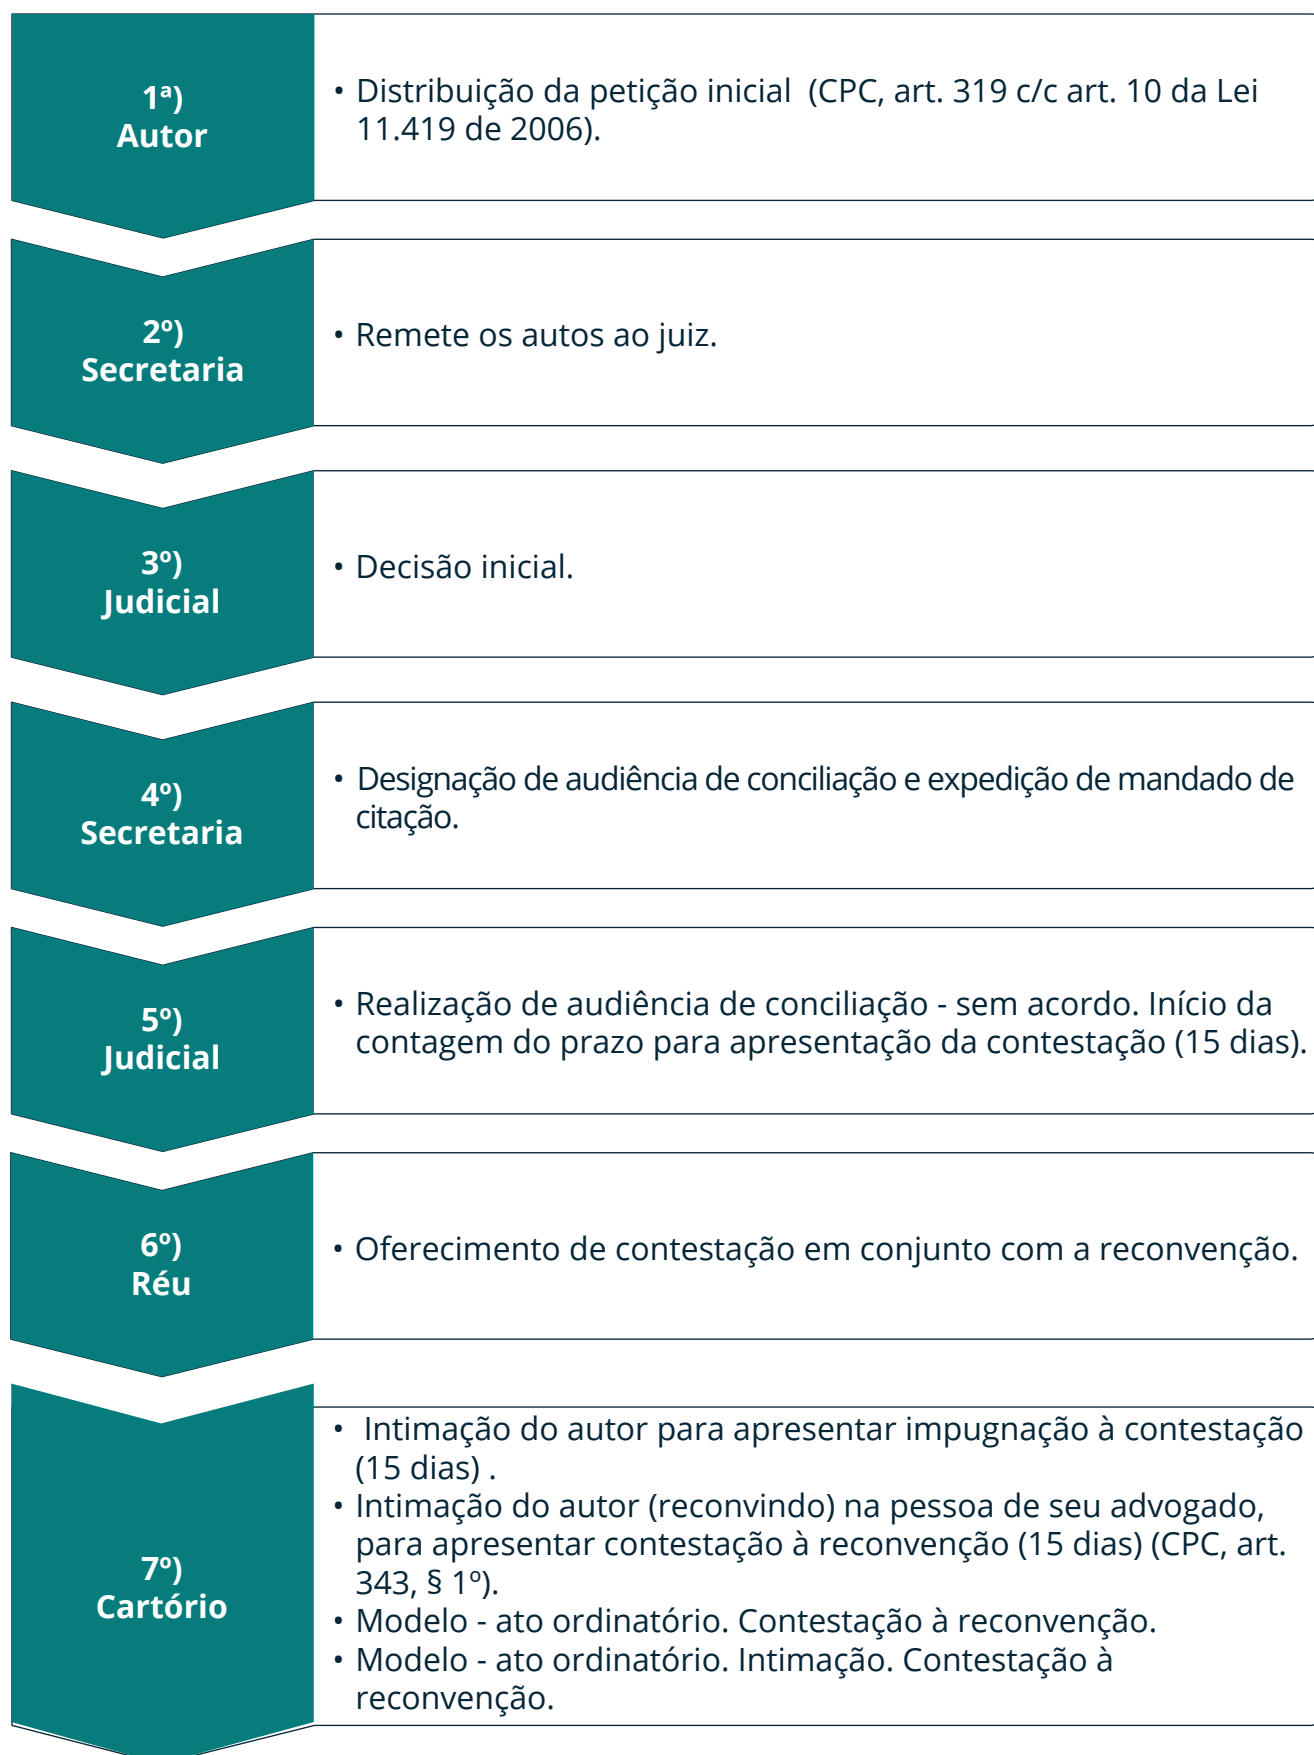 1ª)
Autor
• Distribuição da petição inicial (CPC, art. 319 c/c art. 10 da Lei
11.419 de 2006).
2º)
Secretaria
• Remete os autos ao juiz.
3º)
Judicial
• Decisão inicial.
4º)
Secretaria
• Designação de audiência de conciliação e expedição de mandado de
citação.
5º)
Judicial
• Realização de audiência de conciliação - sem acordo. Início da
contagem do prazo para apresentação da contestação (15 dias).
6º)
Réu
• Oferecimento de contestação em conjunto com a reconvenção.
7º)
Cartório
• Intimação do autor para apresentar impugnação à contestação
(15 dias) .
• Intimação do autor (reconvindo) na pessoa de seu advogado,
para apresentar contestação à reconvenção (15 dias) (CPC, art.
343, § 1º).
• Modelo - ato ordinatório. Contestação à reconvenção.
• Modelo - ato ordinatório. Intimação. Contestação à
reconvenção.